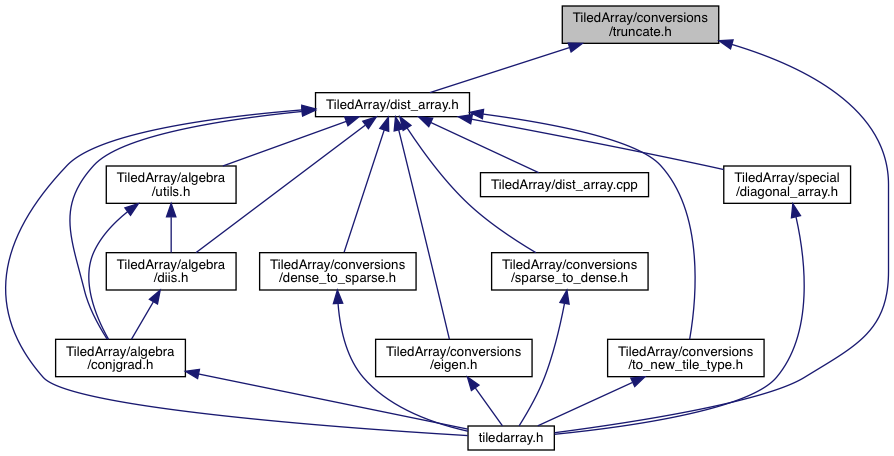 TiledArray/conversions
/truncate.h
TiledArray/dist_array.h
TiledArray/algebra
/utils.h
TiledArray/dist_array.cpp
TiledArray/special
/diagonal_array.h
TiledArray/algebra
/diis.h
TiledArray/conversions
/dense_to_sparse.h
TiledArray/conversions
/sparse_to_dense.h
TiledArray/algebra
/conjgrad.h
TiledArray/conversions
/eigen.h
TiledArray/conversions
/to_new_tile_type.h
tiledarray.h